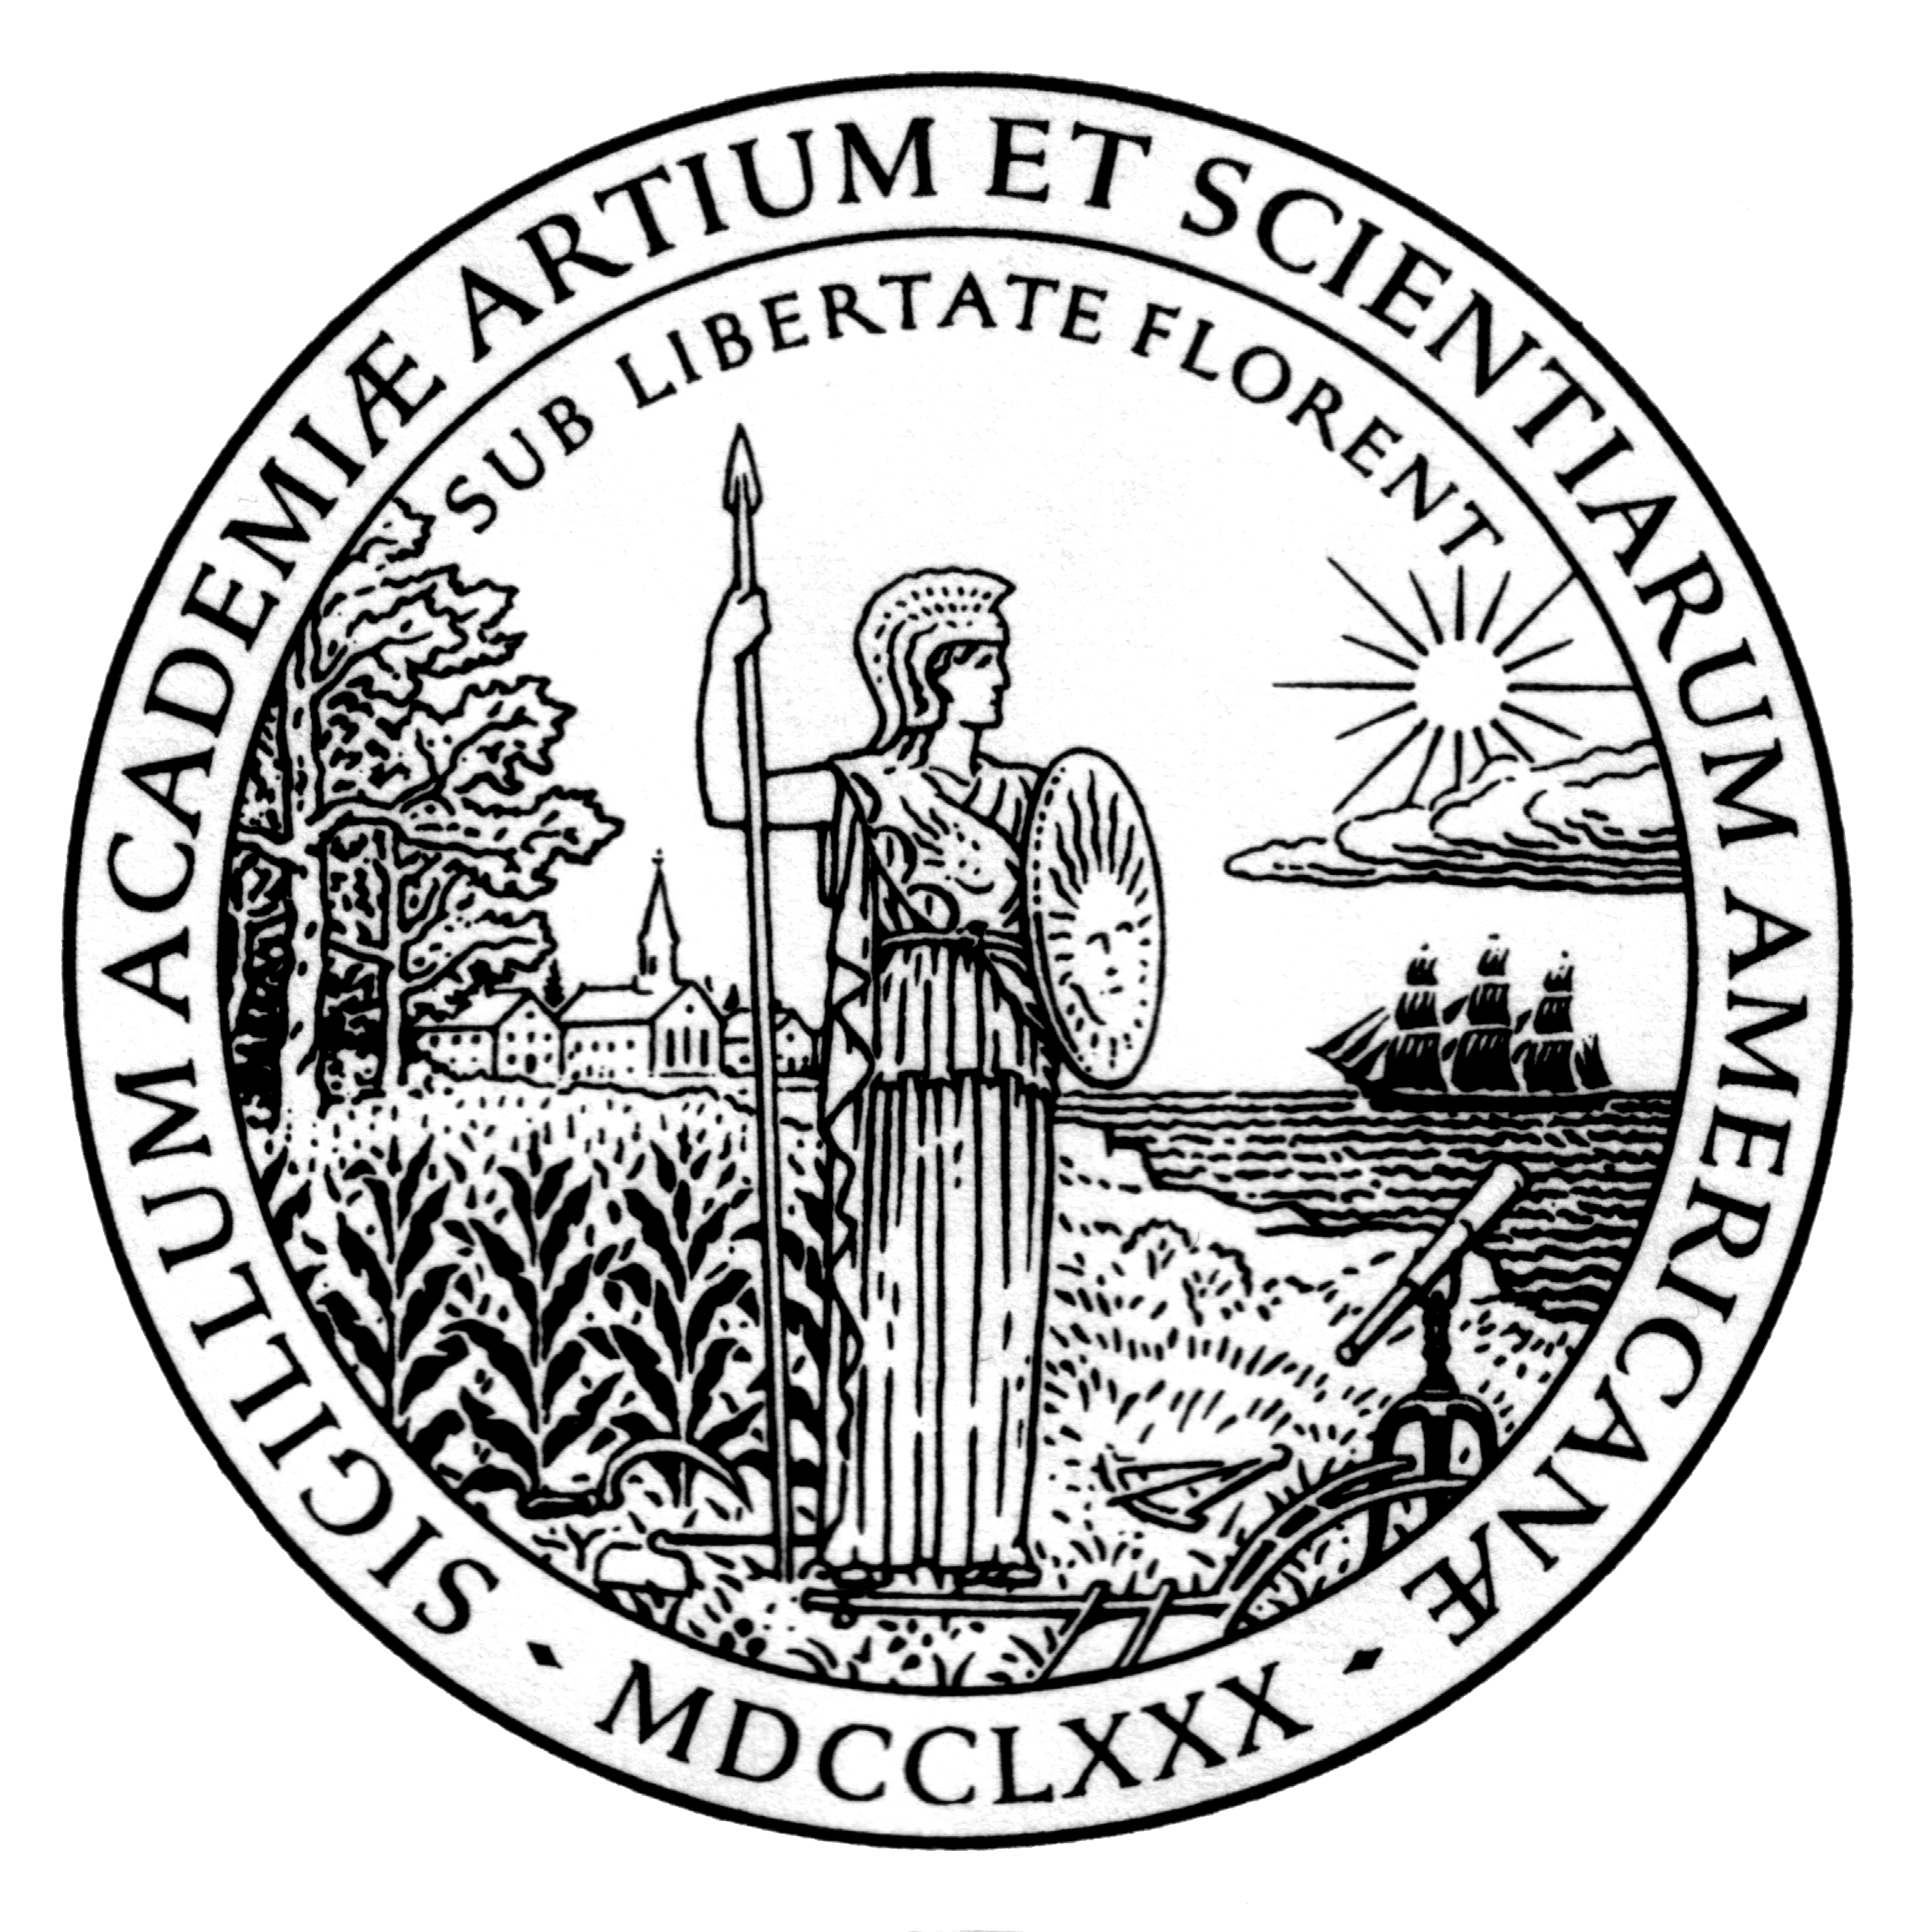 SIGILLUM ACADEMIÆ ARTIUM ET SCIENTIARUM AMERICANÆ
SUB LIBERTATE FLORENT
• MDCCLXXX •